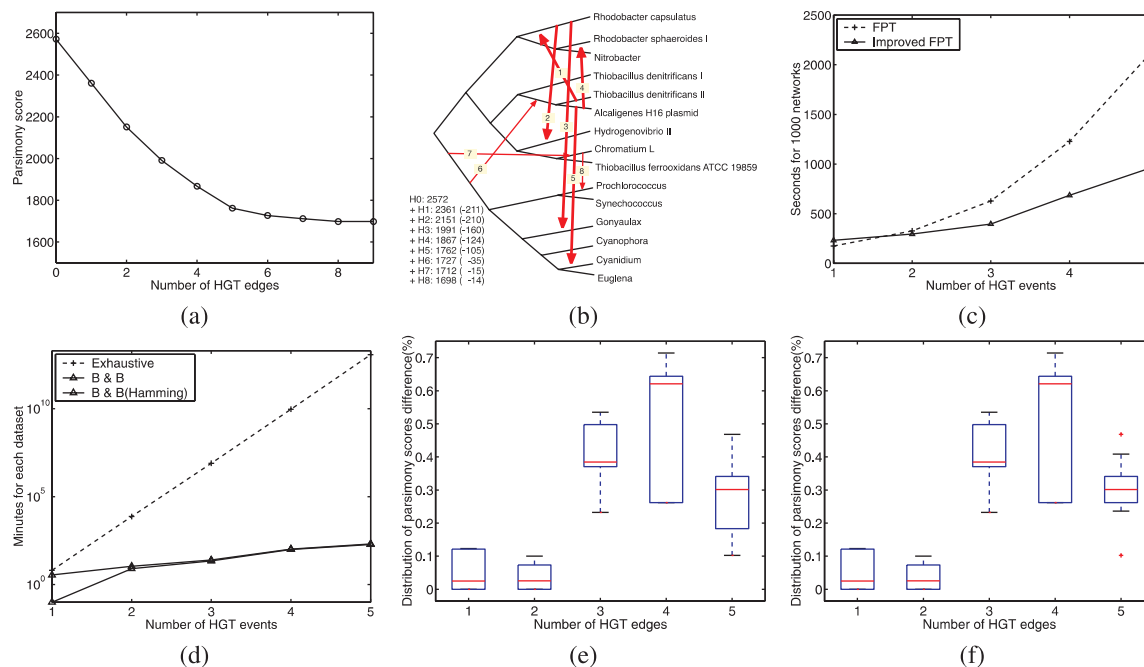 2800
2600
2400
2200
2000
1800
1600
0
2
4
6
8
Parsimony score
Number of HGT edges
(a)
Rhodobacter capsulatus
Rhodobacter sphaeroides I
Nitrobacter
Thiobacillus denitrificans I
Thiobacillus denitrificans II
Alcaligenes H16 plasmid
Hydrogenovibrio II
Chromatium L
Thiobacillus ferrooxidans ATCC 19859
Prochlorococcus
Synechococcus
Gonyaulax
Cyanophora
Cyanidium
Euglena
1
4
2
3
7
6
5
8
H0: 2572
+ H1: 2361 (-211)
+ H2: 2151 (-210)
+ H3: 1991 (-160)
+ H4: 1867 (-124)
+ H5: 1762 (-105)
+ H6: 1727 ( -35)
+ H7: 1712 ( -15)
+ H8: 1698 ( -14)
(b)
2500
2000
1500
1000
500
0
1
2
3
4
FPT
Improved FPT
Seconds for 1000 networks
Number of HGT events
(c)
Exhaustive
B & B
B & B(Hamming)
10^10
10^5
10^0
1
2
3
4
5
Minutes for each dataset
Number of HGT events
(d)
0.7
0.6
0.5
0.4
0.3
0.2
0.1
0
1
2
3
4
5
Distribution of parsimony scores difference(%)
Number of HGT edges
(e)
0.7
0.6
0.5
0.4
0.3
0.2
0.1
0
1
2
3
4
5
Distribution of parsimony scores difference(%)
Number of HGT edges
(f)